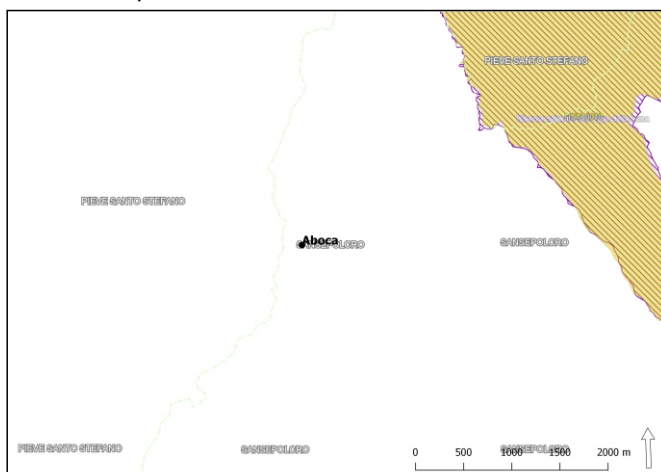 PIEVE SANTO STEFANO
PIEVE SANTO STEFANO
Aboca
SANSEPOLCRO
SANSEPOLCRO
PIEVE SANTO STEFANO
SANSEPOLCRO
SANSEPOLCRO
0 500 1000 1500 2000 m